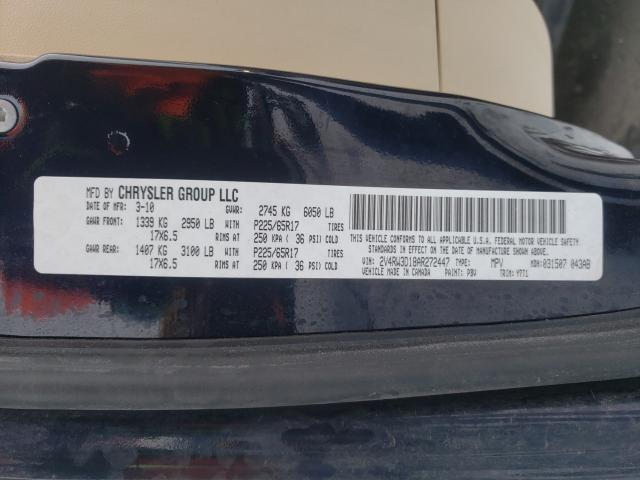 MFD BY CHRYSLER GROUP LLC
DATE OF MFR: 3-10 GVWR: 2745 KG 6050 LB
GAWR FRONT: 1339 KG 2950 LB WITH P225/65R17 TIRES
17X6.5 RIMS AT 250 KPA ( 36 PSI) COLD
GAWR REAR: 1407 KG 3100 LB WITH P225/65R17 TIRES
17X6.5 RIMS AT 250 KPA ( 36 PSI) COLD
THIS VEHICLE CONFORMS TO ALL APPLICABLE U.S.A. FEDERAL MOTOR VEHICLE SAFETY,
STANDARDS IN EFFECT ON THE DATE OF MANUFACTURE SHOWN ABOVE.
VIN: 2V4RW3D18AR272447 TYPE: MPV MDH: 031507 043AB
VEHICLE MADE IN CANADA PAINT: PBV TRIM: M7T1